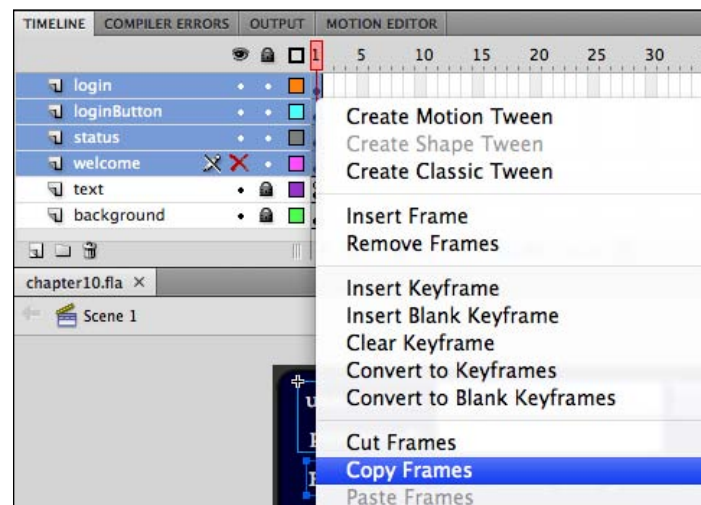 TIMELINE COMPILER ERRORS OUTPUT MOTION EDITOR
1 5 10 15 20 25 30
login
loginButton
status
welcome
text
background
Create Motion Tween
Create Shape Tween
Create Classic Tween
Insert Frame
Remove Frames
Insert Keyframe
Insert Blank Keyframe
Clear Keyframe
Convert to Keyframes
Convert to Blank Keyframes
Cut Frames
Copy Frames
Paste Frames
chapter10.fla ×
Scene 1
u